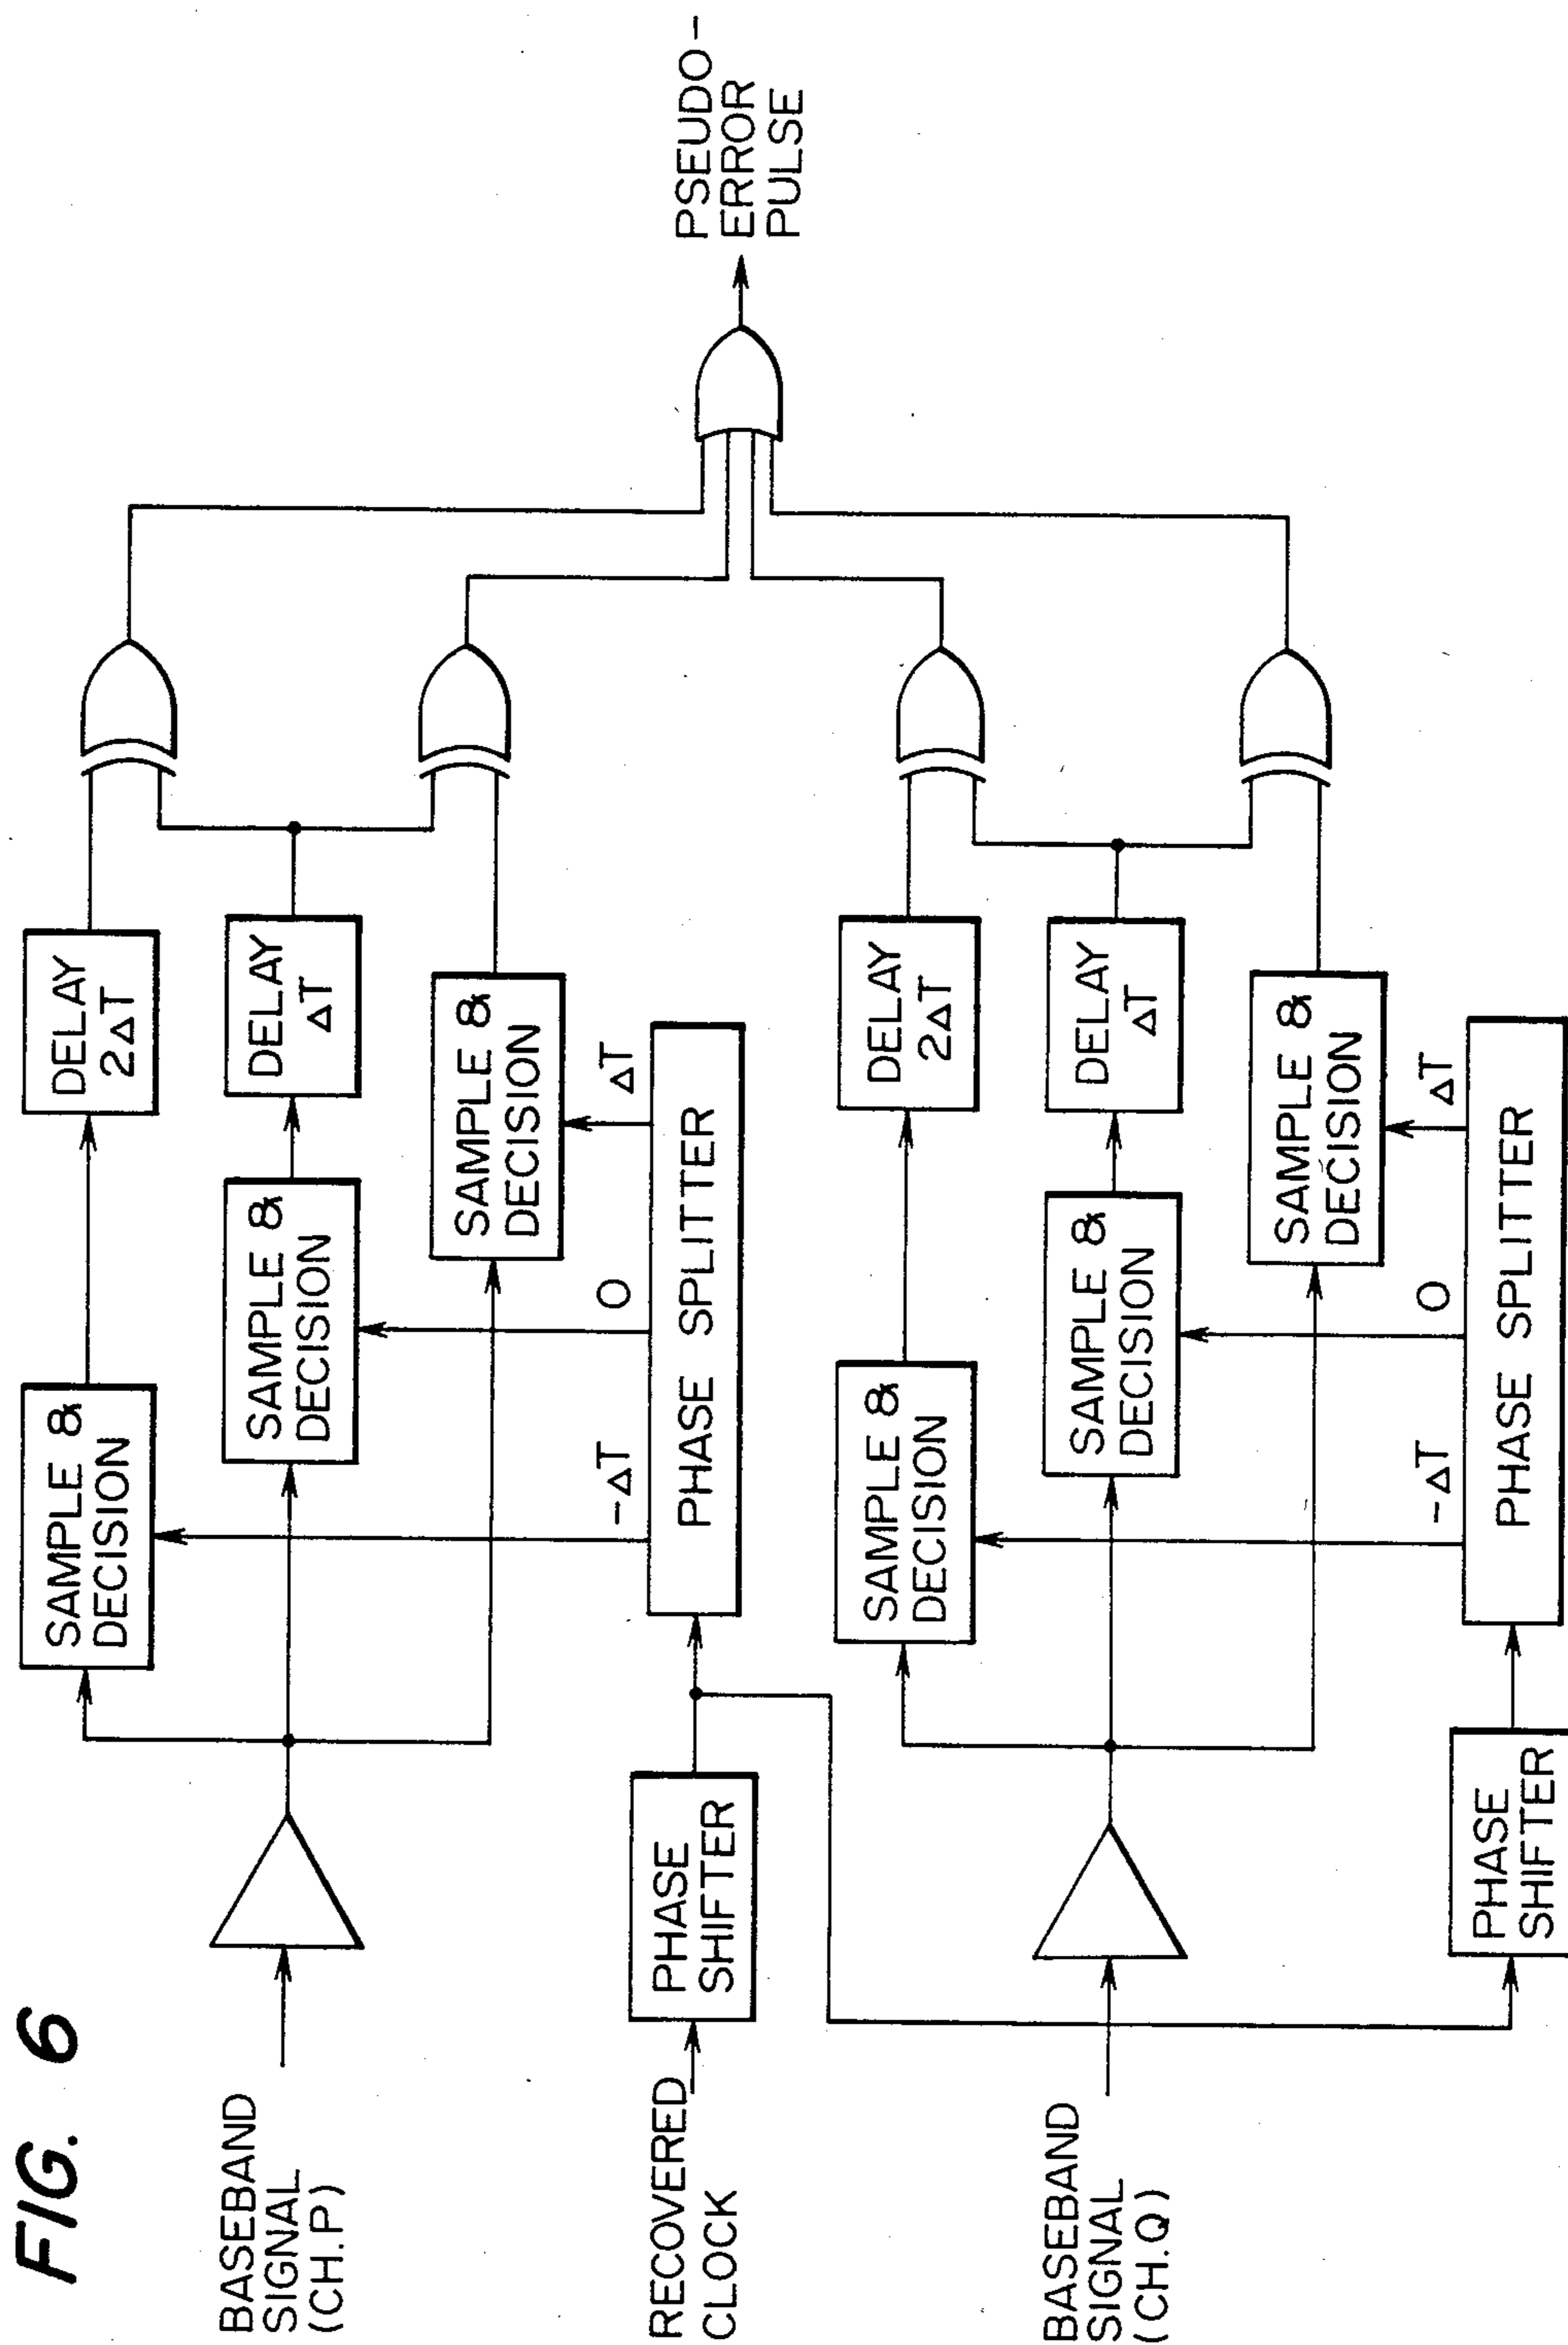 FIG. 6
BASEBAND
SIGNAL
(CH.P)
SAMPLE &
DECISION
DELAY
2ΔT
SAMPLE &
DECISION
DELAY
ΔT
SAMPLE &
DECISION
-ΔT
0
ΔT
RECOVERED
CLOCK
PHASE
SHIFTER
PHASE SPLITTER
PSEUDO-
ERROR
PULSE
BASEBAND
SIGNAL
(CH.Q)
SAMPLE &
DECISION
DELAY
2ΔT
SAMPLE &
DECISION
DELAY
ΔT
SAMPLE &
DECISION
-ΔT
0
ΔT
PHASE
SHIFTER
PHASE SPLITTER